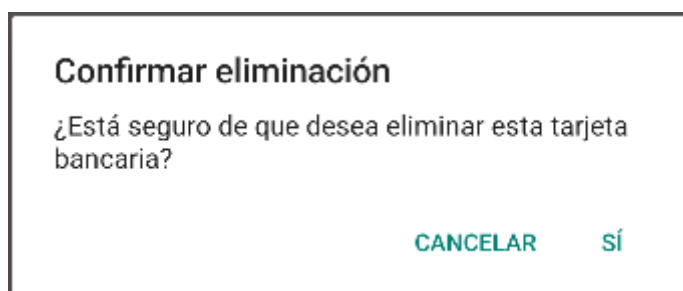 Confirmar eliminación
¿Está seguro de que desea eliminar esta tarjeta
bancaria?
CANCELAR SÍ